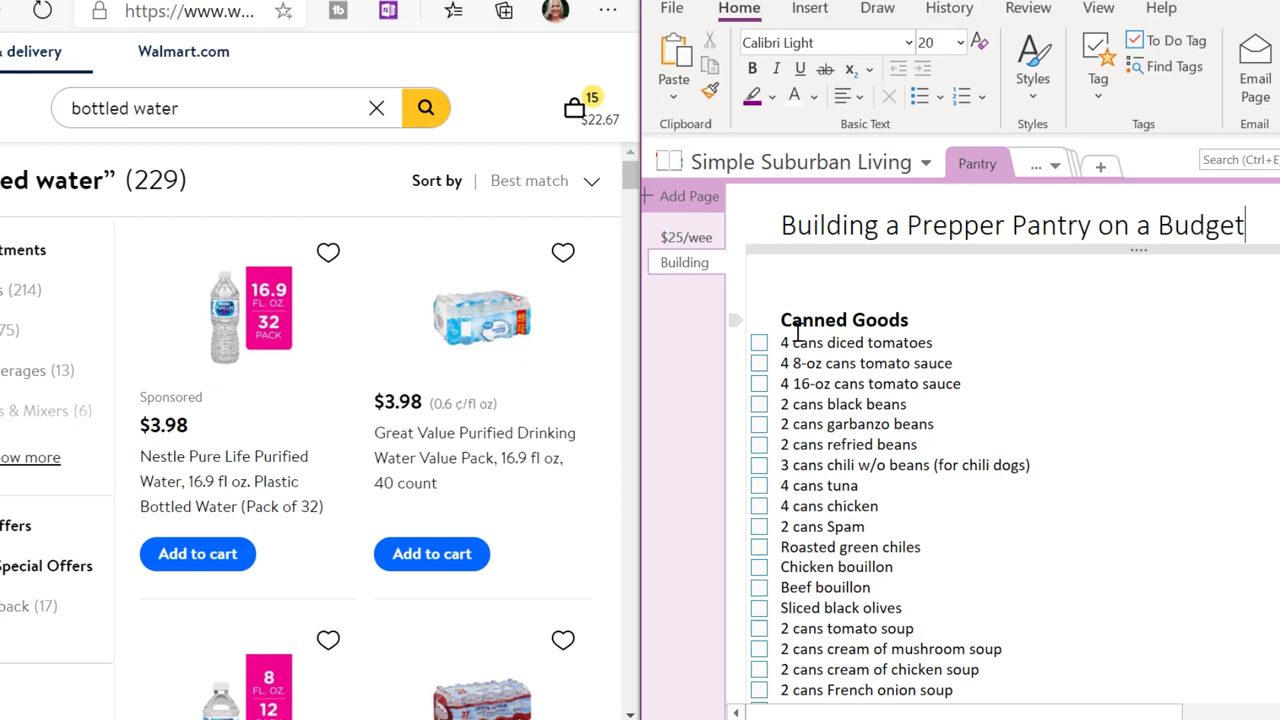 https://www.w...
& delivery
Walmart.com
bottled water
15
$22.67
ed water” (229)
Sort by | Best match
tments
s (214)
75)
erages (13)
s & Mixers (6)
ow more
ffers
pecial Offers
back (17)
16.9
FL. OZ.
32
PACK
Sponsored
$3.98
Nestle Pure Life Purified
Water, 16.9 fl oz. Plastic
Bottled Water (Pack of 32)
Add to cart
$3.98 (0.6 ¢/fl oz)
Great Value Purified Drinking
Water Value Pack, 16.9 fl oz,
40 count
Add to cart
8
FL. OZ.
12
File Home Insert Draw History Review View Help
Paste
Clipboard
Calibri Light 20
B I U ab x₂
A
Basic Text
Styles
Styles
Tag
To Do Tag
Find Tags
Tags
Email
Page
Email
Simple Suburban Living
Pantry
...
Search (Ctrl+E
Add Page
$25/wee
Building
Building a Prepper Pantry on a Budget
Canned Goods
4 cans diced tomatoes
4 8-oz cans tomato sauce
4 16-oz cans tomato sauce
2 cans black beans
2 cans garbanzo beans
2 cans refried beans
3 cans chili w/o beans (for chili dogs)
4 cans tuna
4 cans chicken
2 cans Spam
Roasted green chiles
Chicken bouillon
Beef bouillon
Sliced black olives
2 cans tomato soup
2 cans cream of mushroom soup
2 cans cream of chicken soup
2 cans French onion soup